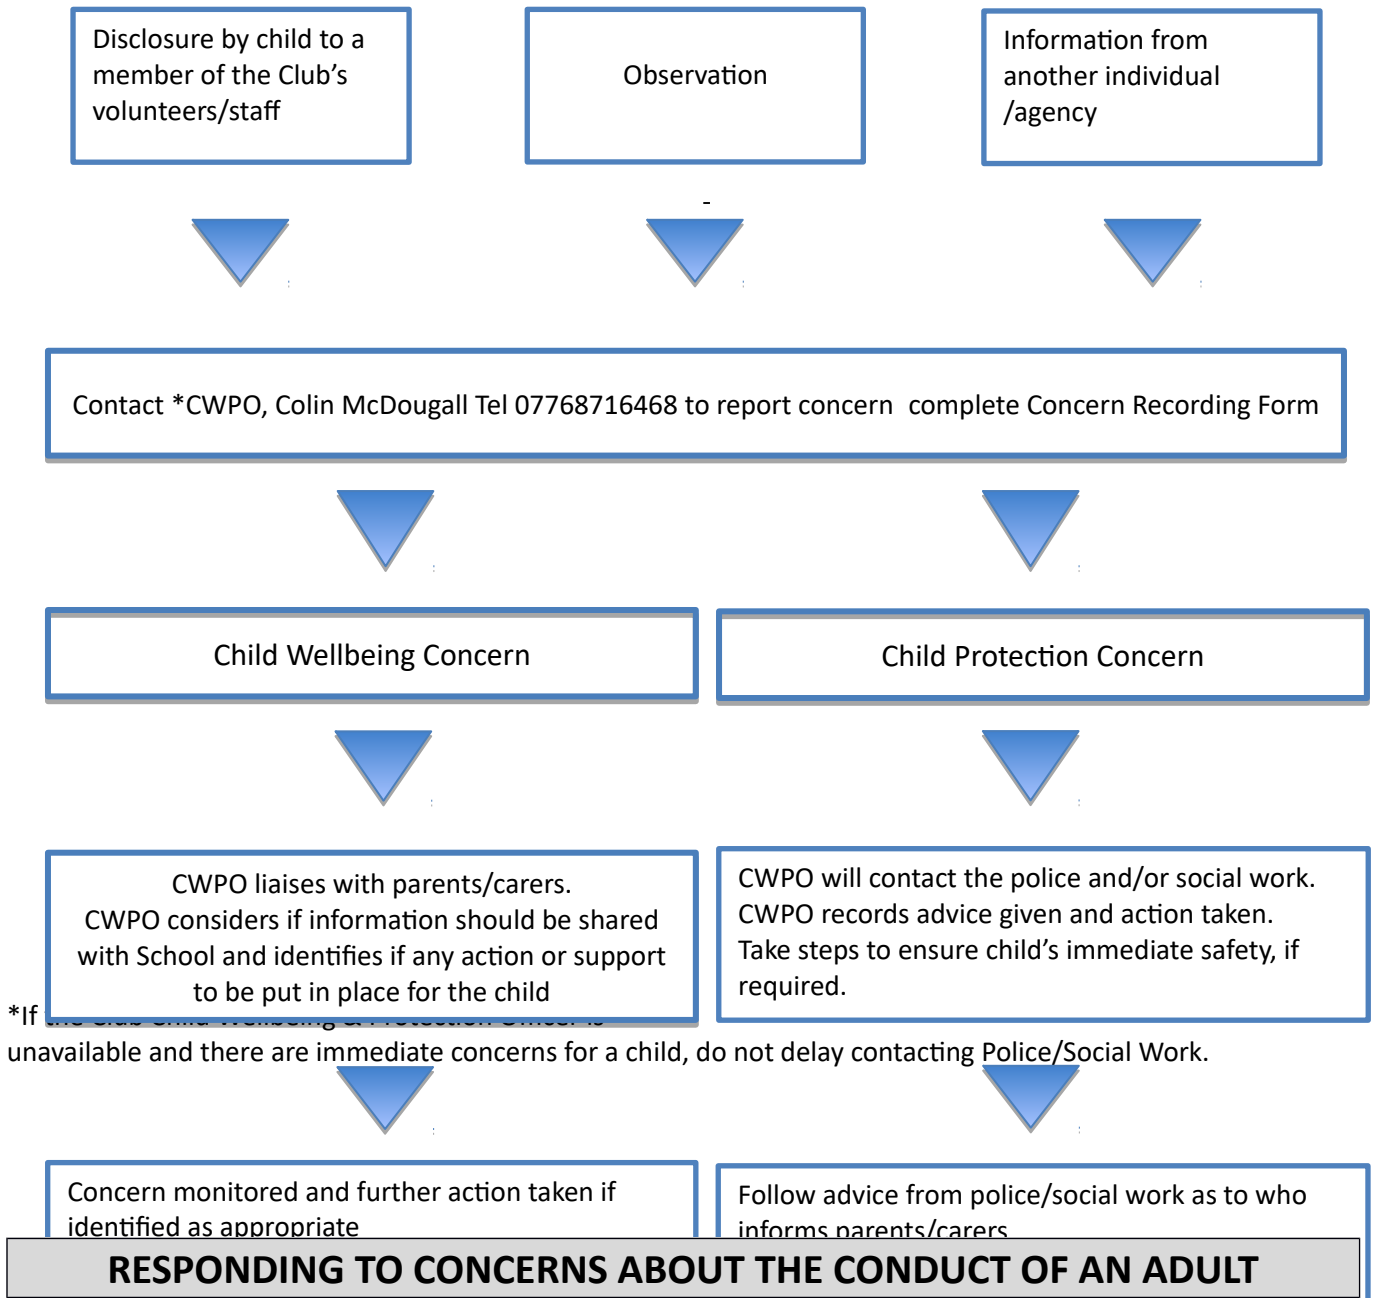 Disclosure by child to a
member of the Club's
volunteers/staff
Observation
Information from
another individual
/agency
-
Contact *CWPO, Colin McDougall Tel 07768716468 to report concern  complete Concern Recording Form
Child Wellbeing Concern
Child Protection Concern
CWPO liaises with parents/carers.
CWPO considers if information should be shared
with School and identifies if any action or support
to be put in place for the child
CWPO will contact the police and/or social work.
CWPO records advice given and action taken.
Take steps to ensure child's immediate safety, if
required.
*If the Club Child Wellbeing & Protection Officer is
unavailable and there are immediate concerns for a child, do not delay contacting Police/Social Work.
Concern monitored and further action taken if
identified as appropriate
Follow advice from police/social work as to who
informs parents/carers
RESPONDING TO CONCERNS ABOUT THE CONDUCT OF AN ADULT